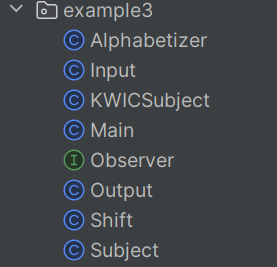 example3
C Alphabetizer
C Input
C KWICSubject
C Main
I Observer
C Output
C Shift
C Subject